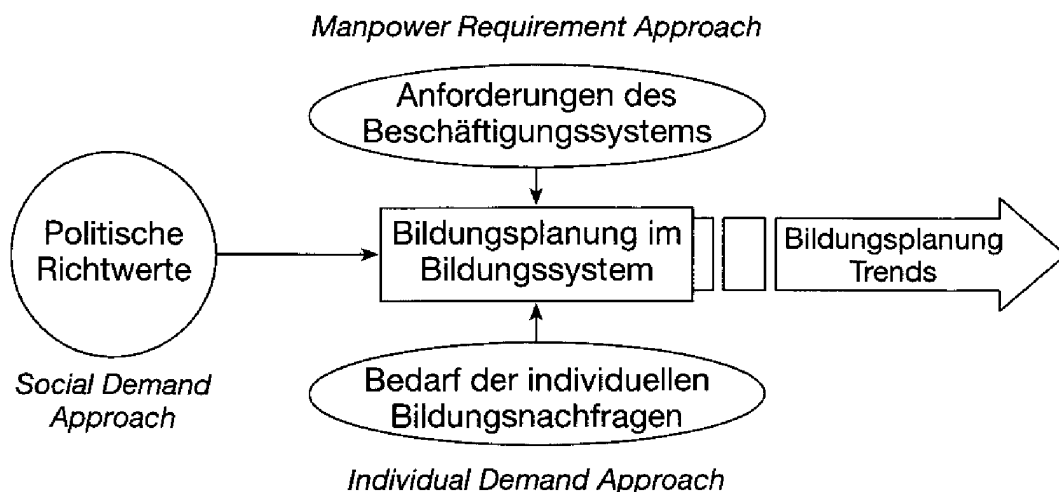 Manpower Requirement Approach
Anforderungen des
Beschäftigungssystems
Politische
Richtwerte
Bildungsplanung im
Bildungssystem
Bildungsplanung
Trends
Social Demand
Approach
Bedarf der individuellen
Bildungsnachfragen
Individual Demand Approach